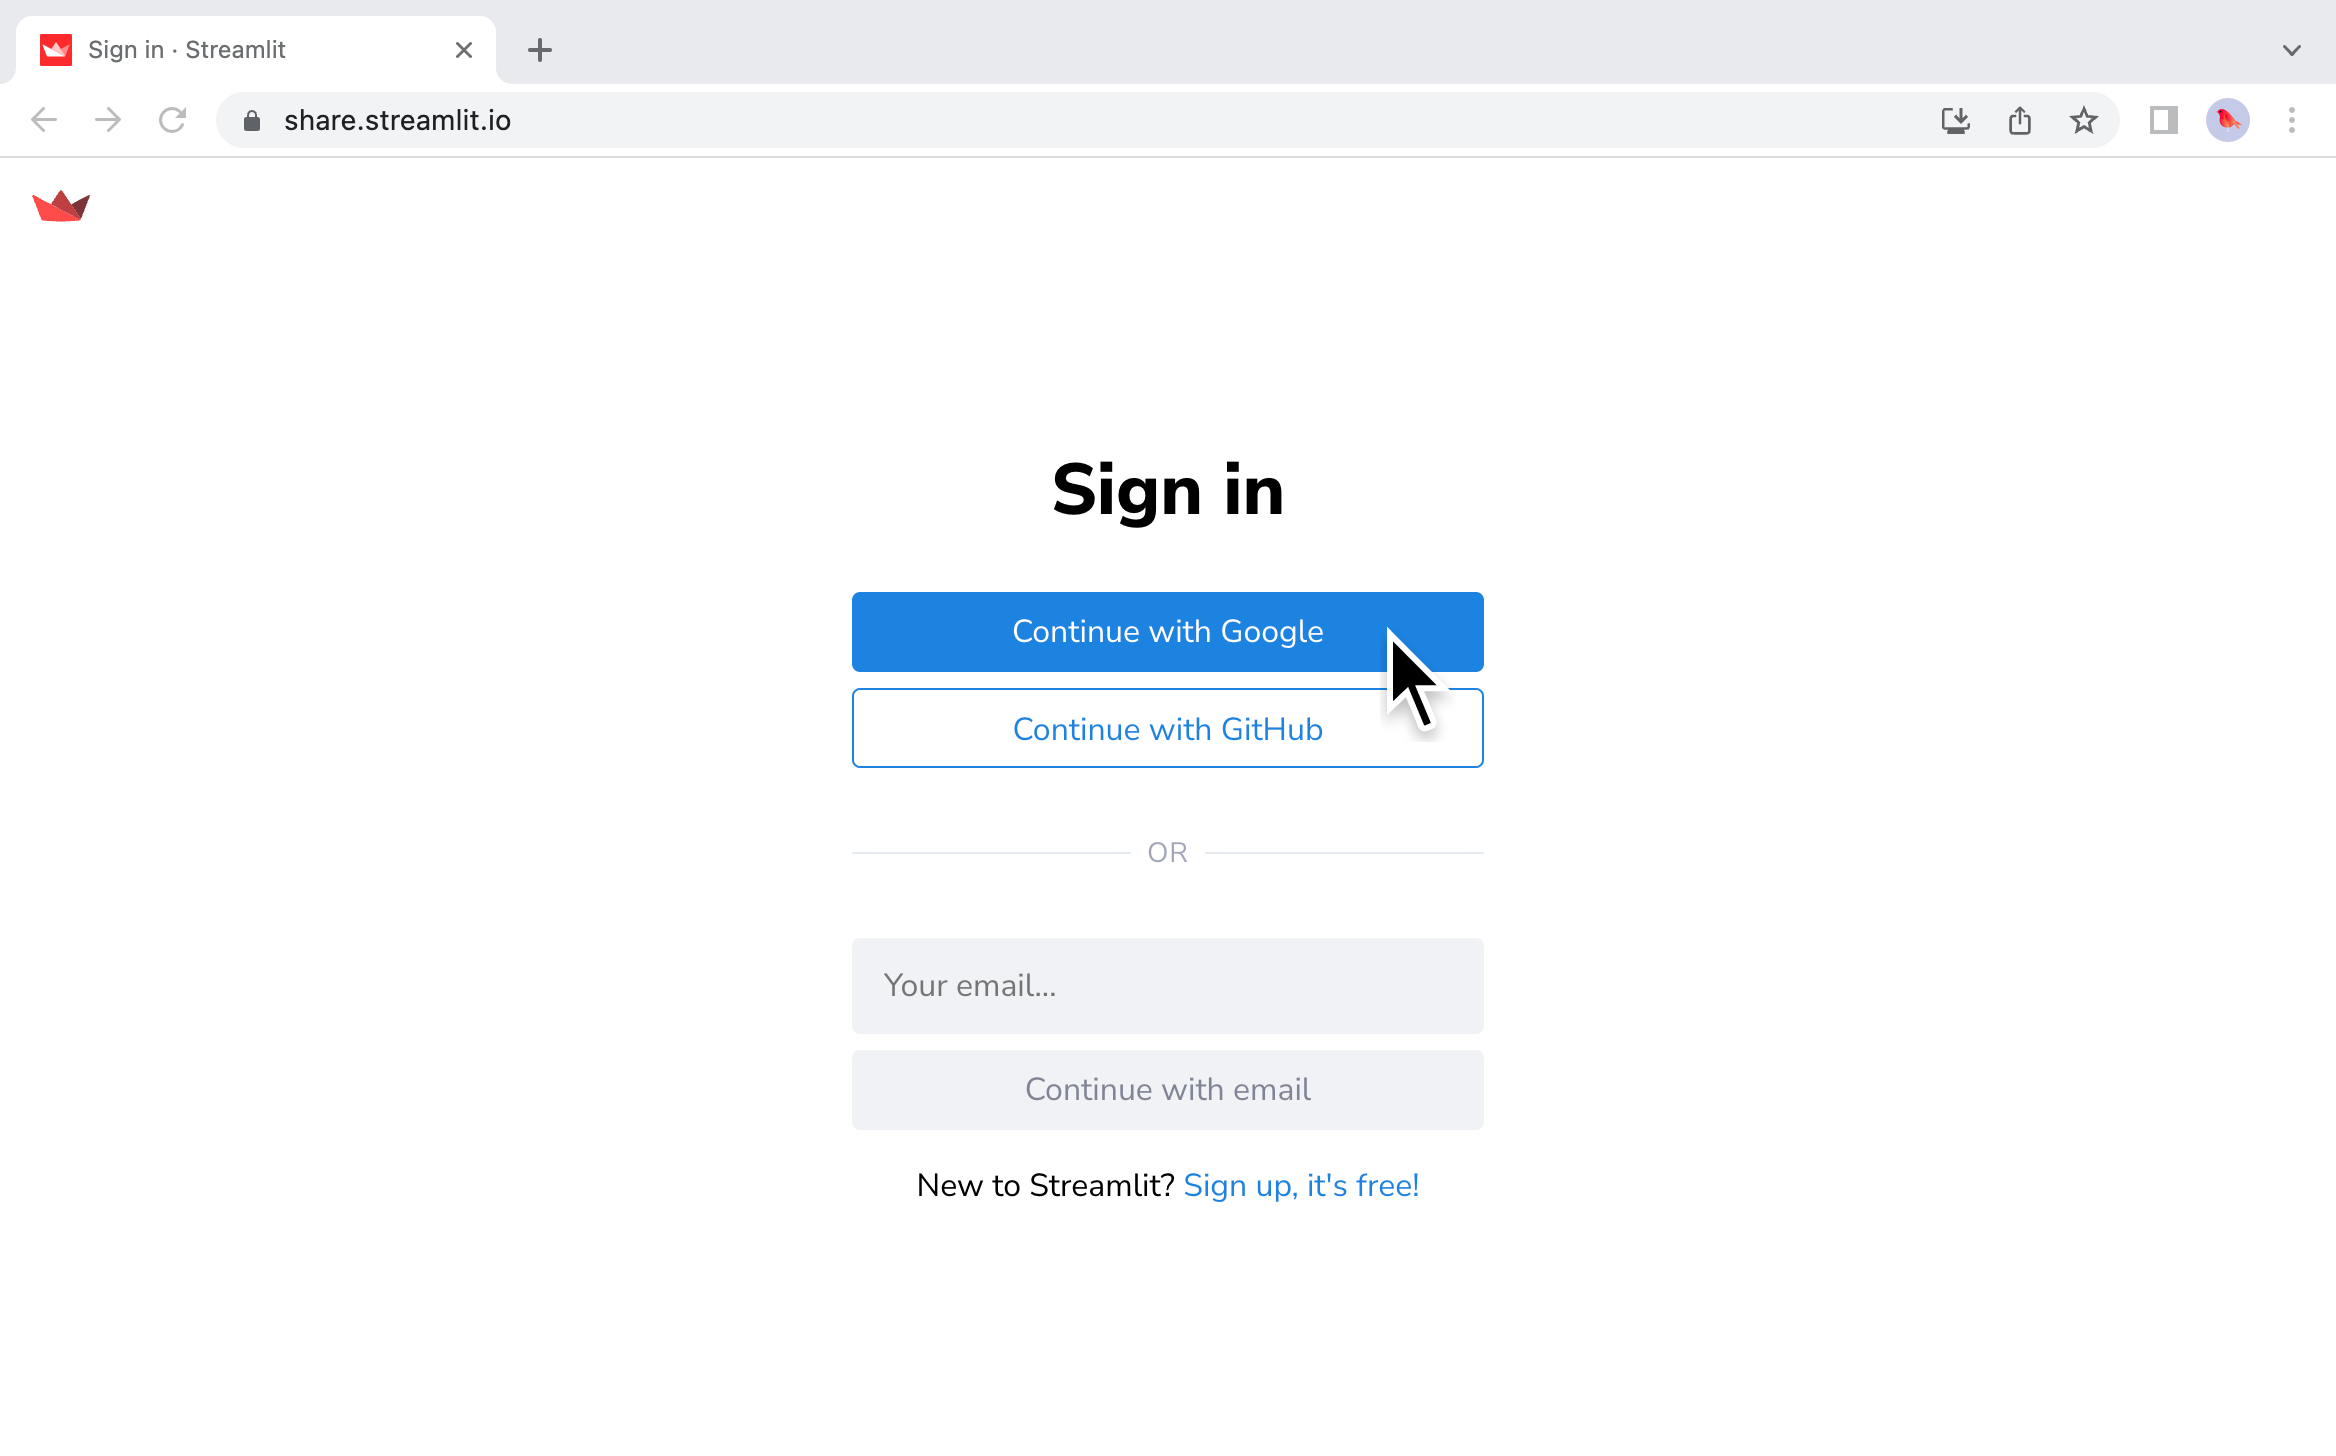 Sign in · Streamlit
share.streamlit.io
Sign in
Continue with Google
Continue with GitHub
OR
Your email...
Continue with email
New to Streamlit? Sign up, it's free!